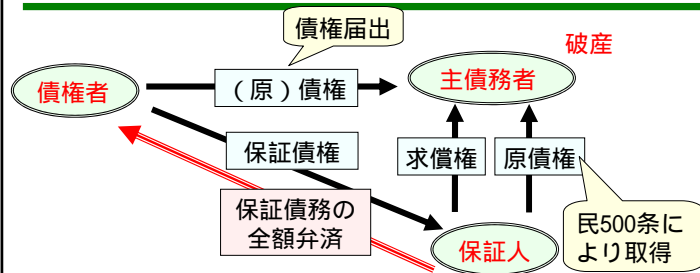 債権届出
破産
債権者
（原）債権
主債務者
保証債権
求償権
原債権
保証債務の
全額弁済
民500条に
より取得
保証人